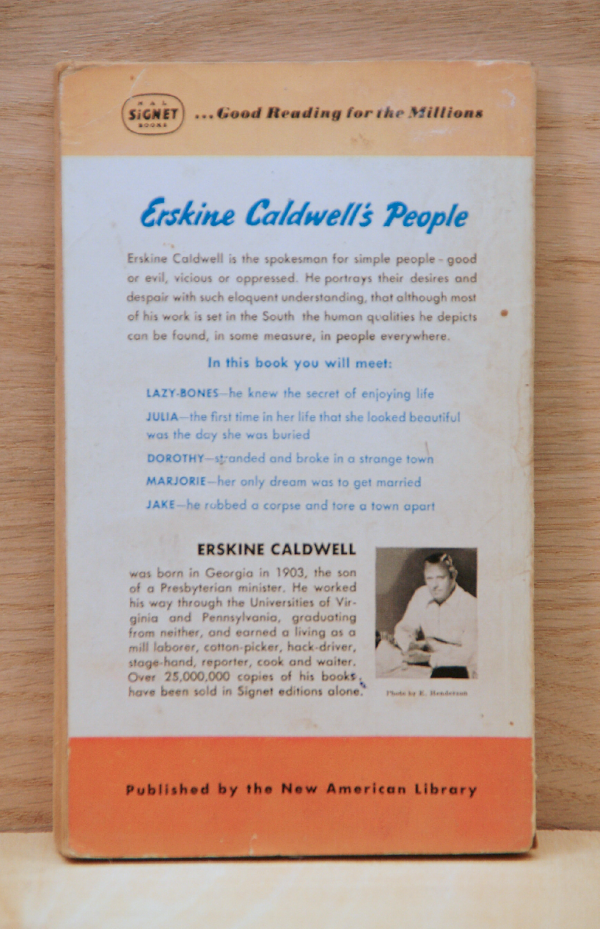 NAL
SIGNET
BOOKS
...Good Reading for the Millions
Erskine Caldwell's People
Erskine Caldwell is the spokesman for simple people - good
or evil, vicious or oppressed. He portrays their desires and
despair with such eloquent understanding, that although most
of his work is set in the South the human qualities he depicts
can be found, in some measure, in people everywhere.
In this book you will meet:
LAZY-BONES—he knew the secret of enjoying life
JULIA—the first time in her life that she looked beautiful
was the day she was buried
DOROTHY—stranded and broke in a strange town
MARJORIE—her only dream was to get married
JAKE—he robbed a corpse and tore a town apart
ERSKINE CALDWELL
was born in Georgia in 1903, the son
of a Presbyterian minister. He worked
his way through the Universities of Vir-
ginia and Pennsylvania, graduating
from neither, and earned a living as a
mill laborer, cotton-picker, hack-driver,
stage-hand, reporter, cook and waiter.
Over 25,000,000 copies of his books
have been sold in Signet editions alone.
Photo by E. Henderson
Published by the New American Library